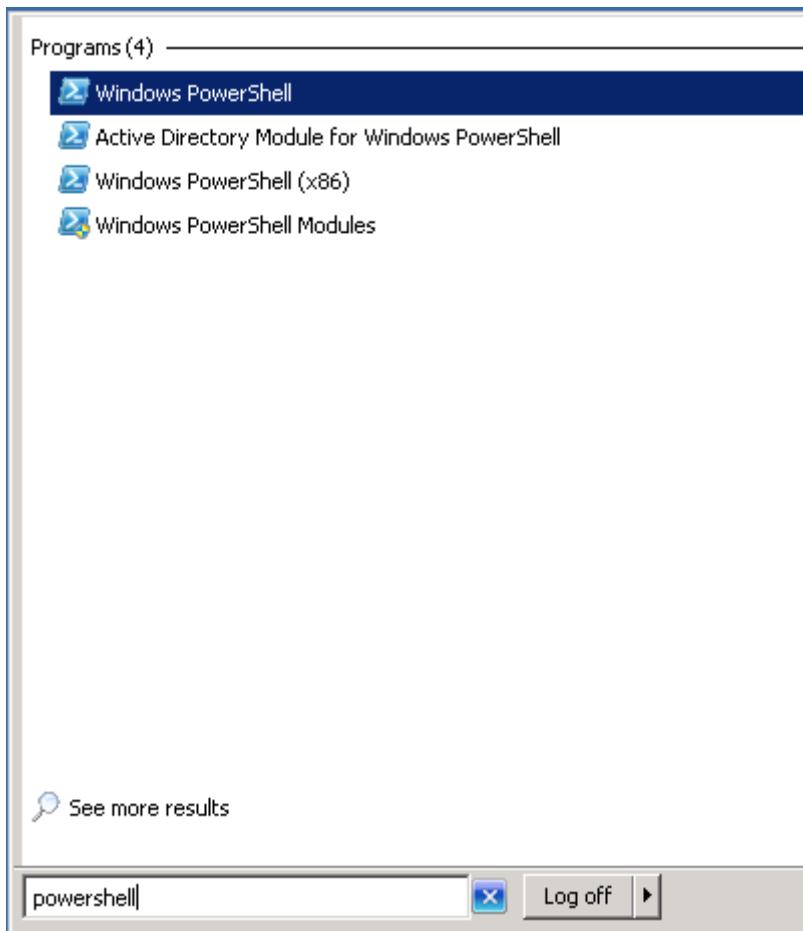 Programs (4)
Windows PowerShell
Active Directory Module for Windows PowerShell
Windows PowerShell (x86)
Windows PowerShell Modules
See more results
powershell
Log off